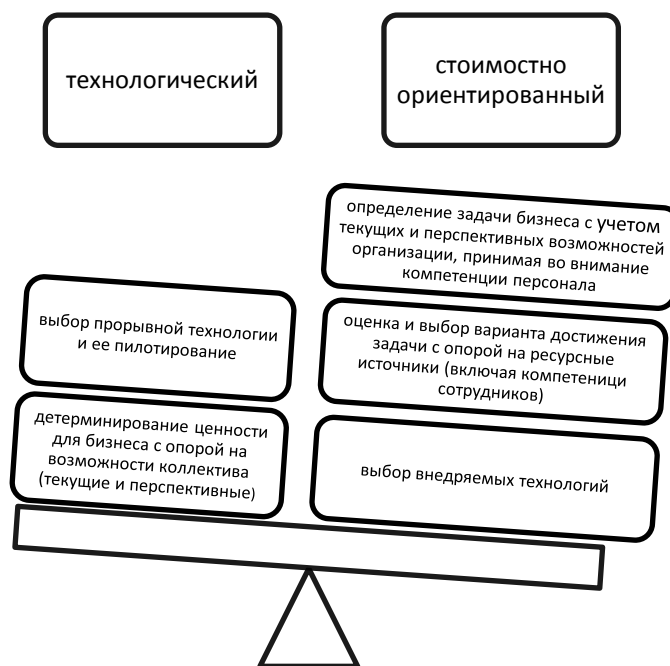 технологический
стоимостно
ориентированный
определение задачи бизнеса с учетом
текущих и перспективных возможностей
организации, принимая во внимание
компетенции персонала
выбор прорывной технологии
и ее пилотирование
оценка и выбор варианта достижения
задачи с опорой на ресурсные
источники (включая компетеници
сотрудников)
детерминирование ценности
для бизнеса с опорой на
возможности коллектива
(текущие и перспективные)
выбор внедряемых технологий